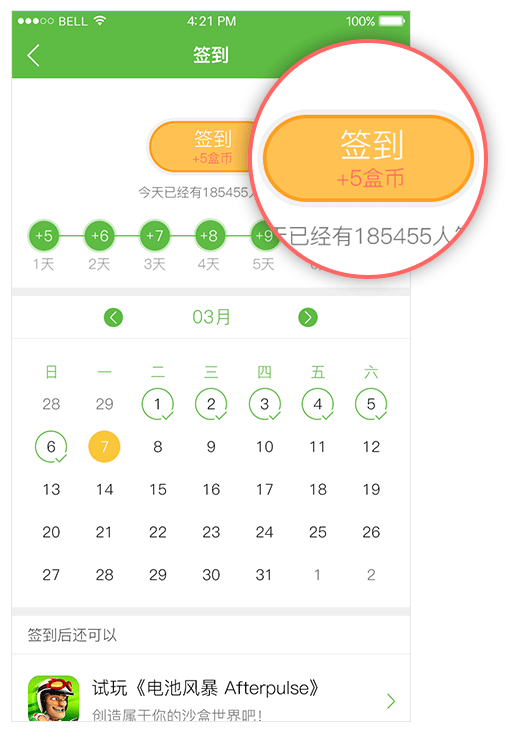 BELL 4:21 PM 100%
签到
签到
+5盒币
今天已经有185455人
签到
+5盒币
天已经有185455人
+5 +6 +7 +8 +9
1天 2天 3天 4天 5天
03月
日 一 二 三 四 五 六
28 29 1 2 3 4 5
6 7 8 9 10 11 12
13 14 15 16 17 18 19
20 21 22 23 24 25 26
27 28 29 30 31 1 2
签到后还可以
试玩《电池风暴 Afterpulse》
创造属于你的沙盒世界吧!